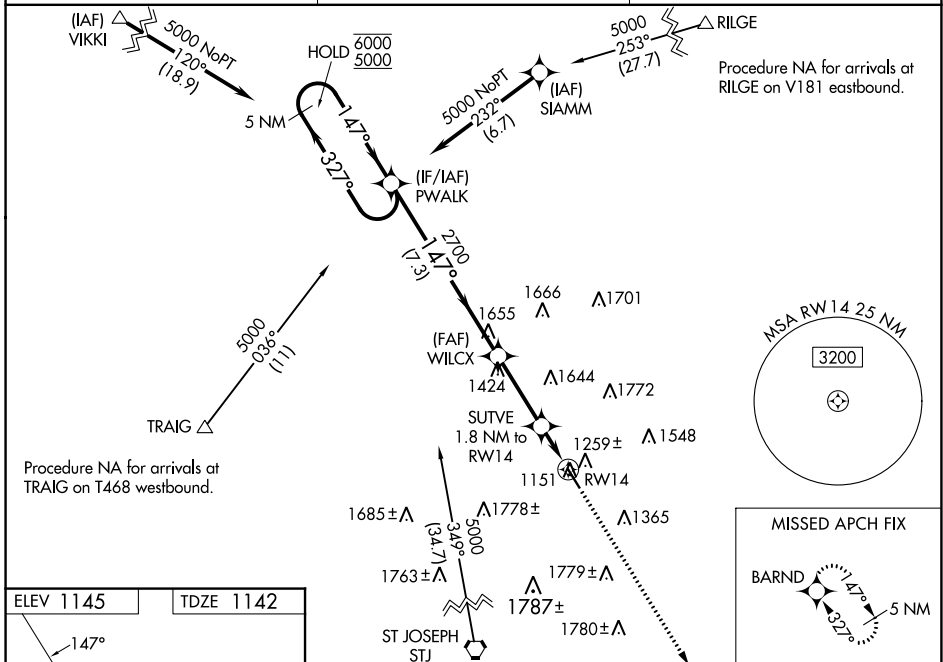 (IAF)
VIKKI
5000 NoPT
120°
(18.9)
HOLD
6000
5000
5 NM
147°
327°
(IF/IAF)
PWALK
5000 NoPT
232°
(6.7)
(IAF)
SIAMM
5000
253°
(27.7)
RILGE
Procedure NA for arrivals at
RILGE on V181 eastbound.
2700
147°
(7.3)
1655
1666
1701
(FAF)
WILCX
1424
1644
1772
MSA RW14 25 NM
3200
5000
036°
(11)
TRAIG
Procedure NA for arrivals at
TRAIG on T468 westbound.
SUTVE
1.8 NM to
RW14
1259±
1548
1151
RW14
1685±
1778±
1365
5000
349°
(34.7)
1763±
1779±
1787±
1780±
ST JOSEPH
STJ
MISSED APCH FIX
BARND
147°
327°
5 NM
ELEV 1145
TDZE 1142
147°